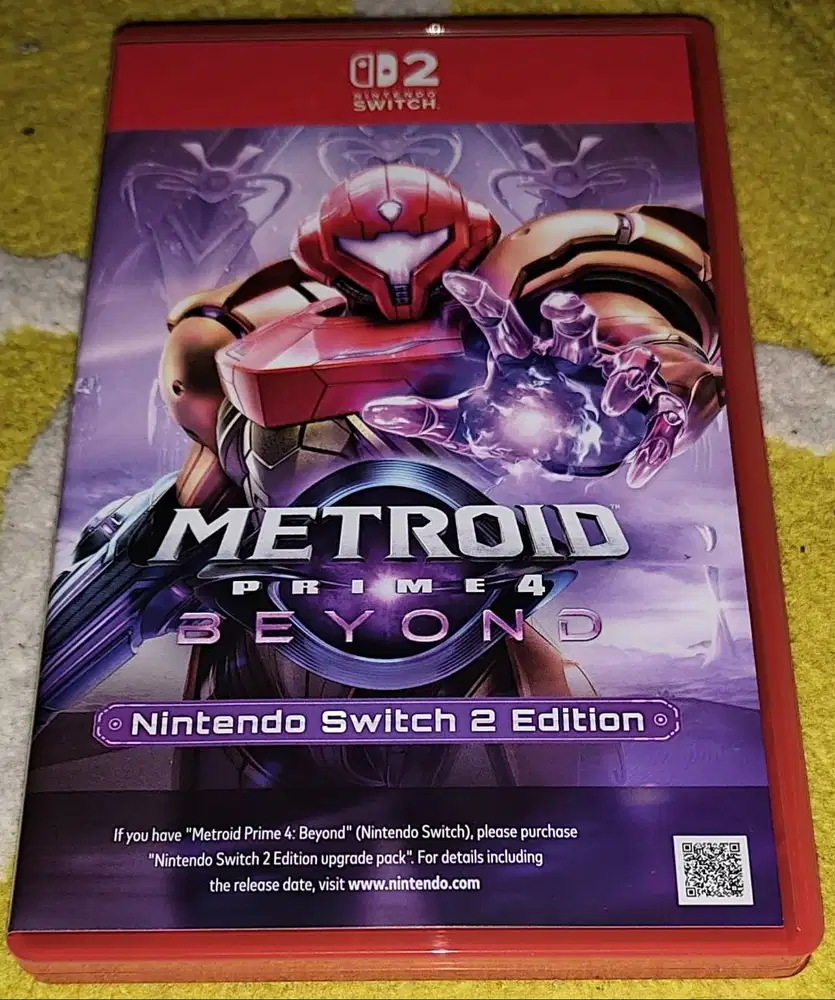 2
NINTENDO
SWITCH
METROID™
PRIME 4
BEYOND
Nintendo Switch 2 Edition
If you have "Metroid Prime 4: Beyond" (Nintendo Switch), please purchase
"Nintendo Switch 2 Edition upgrade pack". For details including
the release date, visit www.nintendo.com